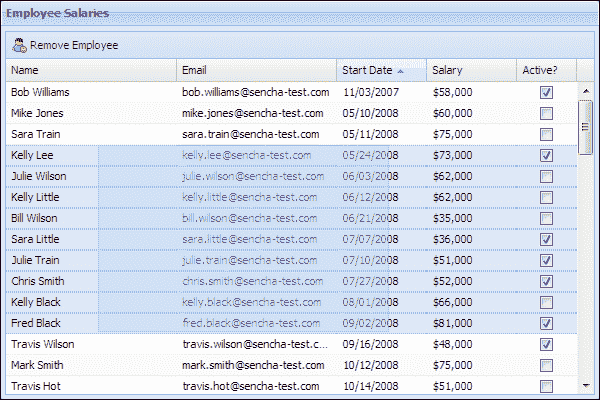 Employee Salaries
Remove Employee
Name Email Start Date Salary Active?
Bob Williams bob.williams@sencha-test.com 11/03/2007 $58,000
Mike Jones mike.jones@sencha-test.com 05/10/2008 $60,000
Sara Train sara.train@sencha-test.com 05/11/2008 $75,000
Kelly Lee kelly.lee@sencha-test.com 05/24/2008 $73,000
Julie Wilson julie.wilson@sencha-test.com 06/03/2008 $62,000
Kelly Little kelly.little@sencha-test.com 06/12/2008 $62,000
Bill Wilson bill.wilson@sencha-test.com 06/21/2008 $35,000
Sara Little sara.little@sencha-test.com 07/07/2008 $36,000
Julie Train julie.train@sencha-test.com 07/10/2008 $51,000
Chris Smith chris.smith@sencha-test.com 07/27/2008 $52,000
Kelly Black kelly.black@sencha-test.com 08/01/2008 $66,000
Fred Black fred.black@sencha-test.com 09/02/2008 $81,000
Travis Wilson travis.wilson@sencha-test.c... 09/16/2008 $48,000
Mark Smith mark.smith@sencha-test.com 10/12/2008 $75,000
Travis Hot travis.hot@sencha-test.com 10/14/2008 $51,000